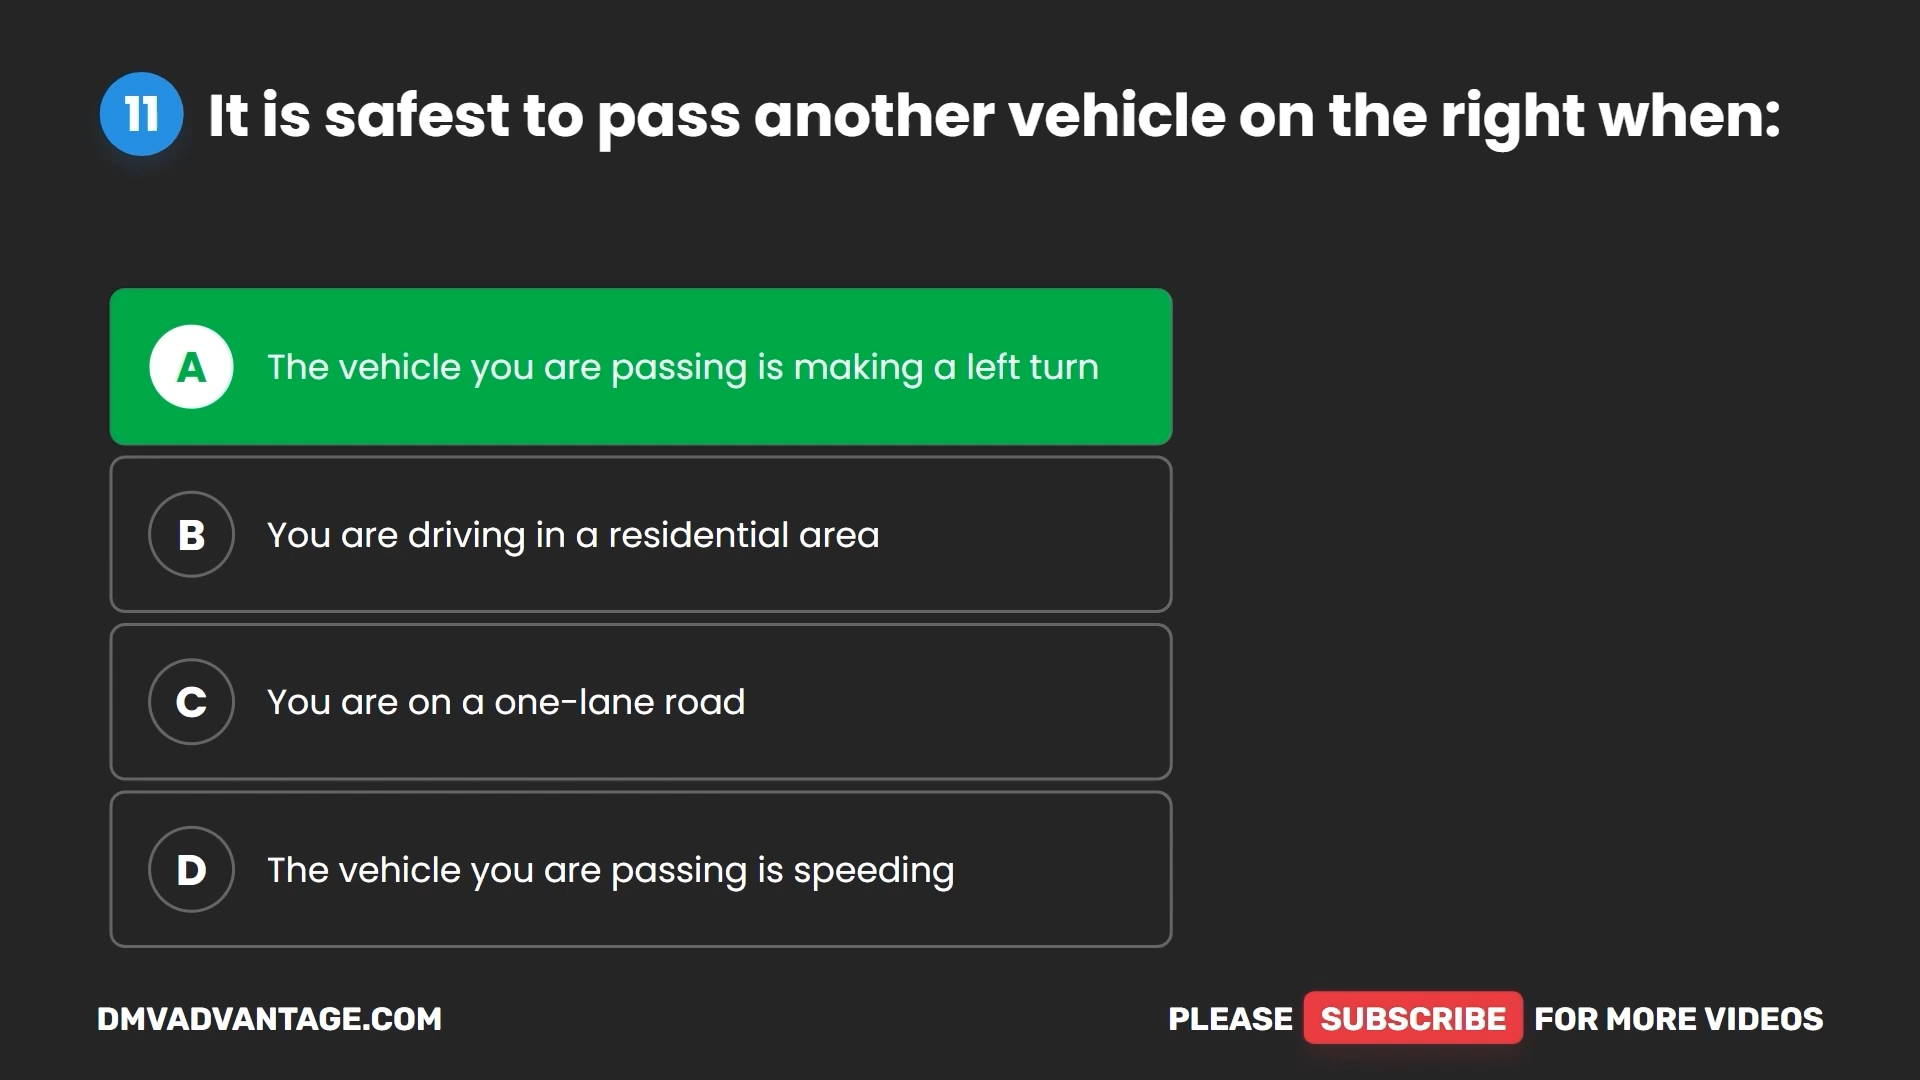 11 It is safest to pass another vehicle on the right when:
A The vehicle you are passing is making a left turn
B You are driving in a residential area
C You are on a one-lane road
D The vehicle you are passing is speeding
DMVADVANTAGE.COM
PLEASE SUBSCRIBE FOR MORE VIDEOS